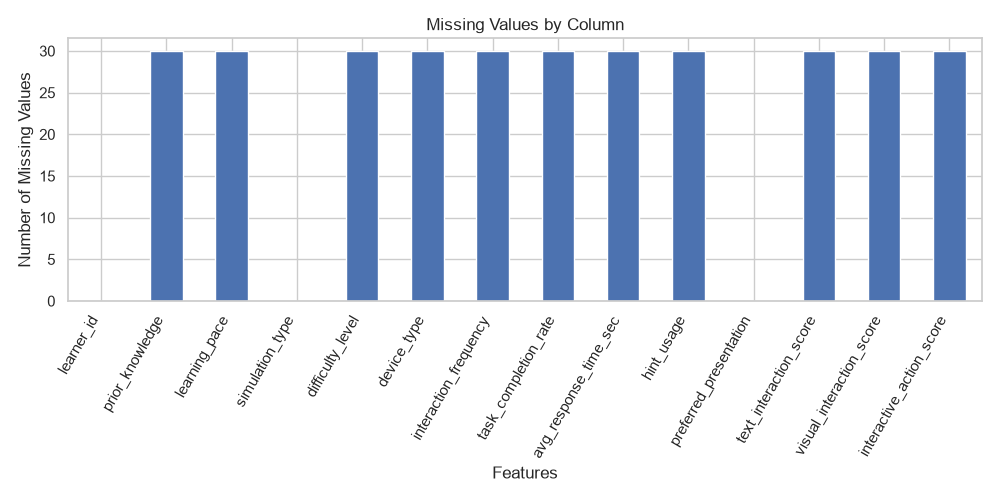 Missing Values by Column
Number of Missing Values
30
25
20
15
10
5
0
learner_id
prior_knowledge
learning_pace
simulation_type
difficulty_level
device_type
interaction_frequency
task_completion_rate
avg_response_time_sec
hint_usage
preferred_presentation
text_interaction_score
visual_interaction_score
interactive_action_score
Features